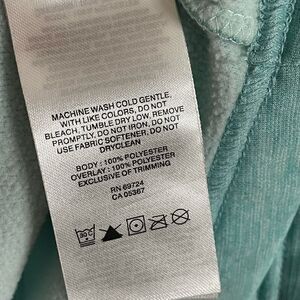 MACHINE WASH COLD GENTLE,
WITH LIKE COLORS, DO NOT
BLEACH, TUMBLE DRY LOW, REMOVE
PROMPTLY, DO NOT IRON, DO NOT
USE FABRIC SOFTENER, DO NOT
DRYCLEAN
BODY : 100% POLYESTER
OVERLAY : 100% POLYESTER
EXCLUSIVE OF TRIMMING
RN 69724
CA 05367
30°C